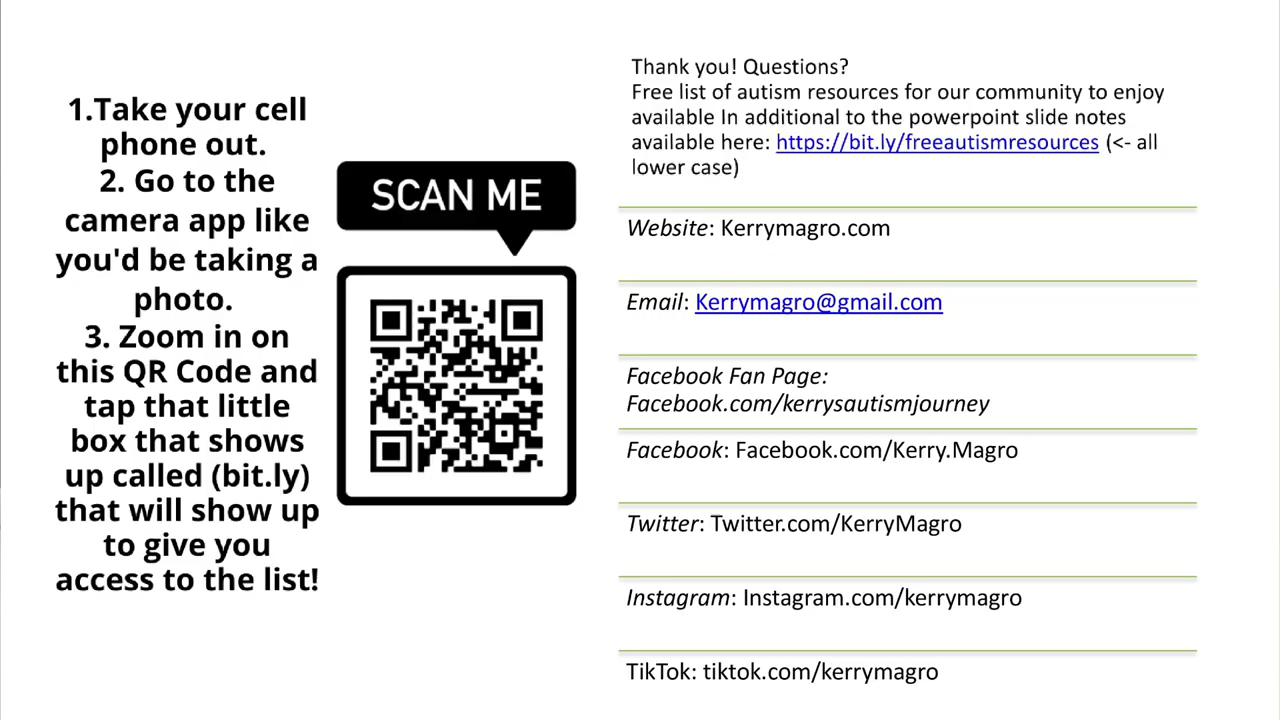 1.Take your cell
phone out.
2. Go to the
camera app like
you'd be taking a
photo.
3. Zoom in on
this QR Code and
tap that little
box that shows
up called (bit.ly)
that will show up
to give you
access to the list!
SCAN ME
Thank you! Questions?
Free list of autism resources for our community to enjoy
available In additional to the powerpoint slide notes
available here: https://bit.ly/freeautismresources (<- all
lower case)
Website: Kerrymagro.com
Email: Kerrymagro@gmail.com
Facebook Fan Page:
Facebook.com/kerrysautismjourney
Facebook: Facebook.com/Kerry.Magro
Twitter: Twitter.com/KerryMagro
Instagram: Instagram.com/kerrymagro
TikTok: tiktok.com/kerrymagro